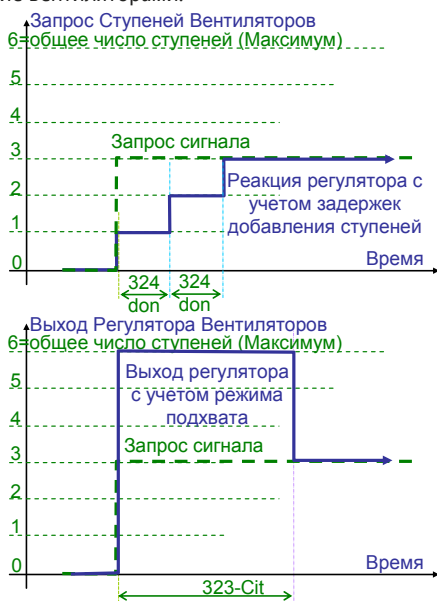 ие вентиляторами.
Запрос Ступеней Вентиляторов
6=общее число ступеней (Максимум)
5
4
Запрос сигнала
3
Реакция регулятора с
учетом задержек
добавления ступеней
2
1
Время
0
324
don
324
don
Выход Регулятора Вентиляторов
6=общее число ступеней (Максимум)
Выход регулятора
с учетом режима
подхвата
5
4
Запрос сигнала
3
2
1
Время
0
323-Cit